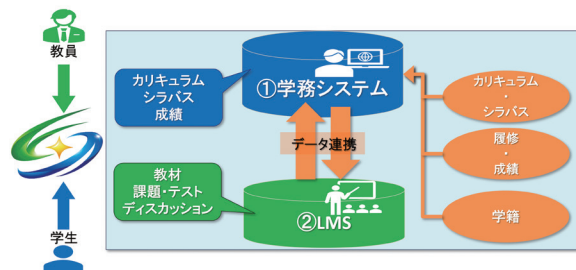 教員
学生
カリキュラム
シラバス
成績
①学務システム
データ連携
教材
課題・テスト
ディスカッション
②LMS
カリキュラム
・
シラバス
履修
・
成績
学籍